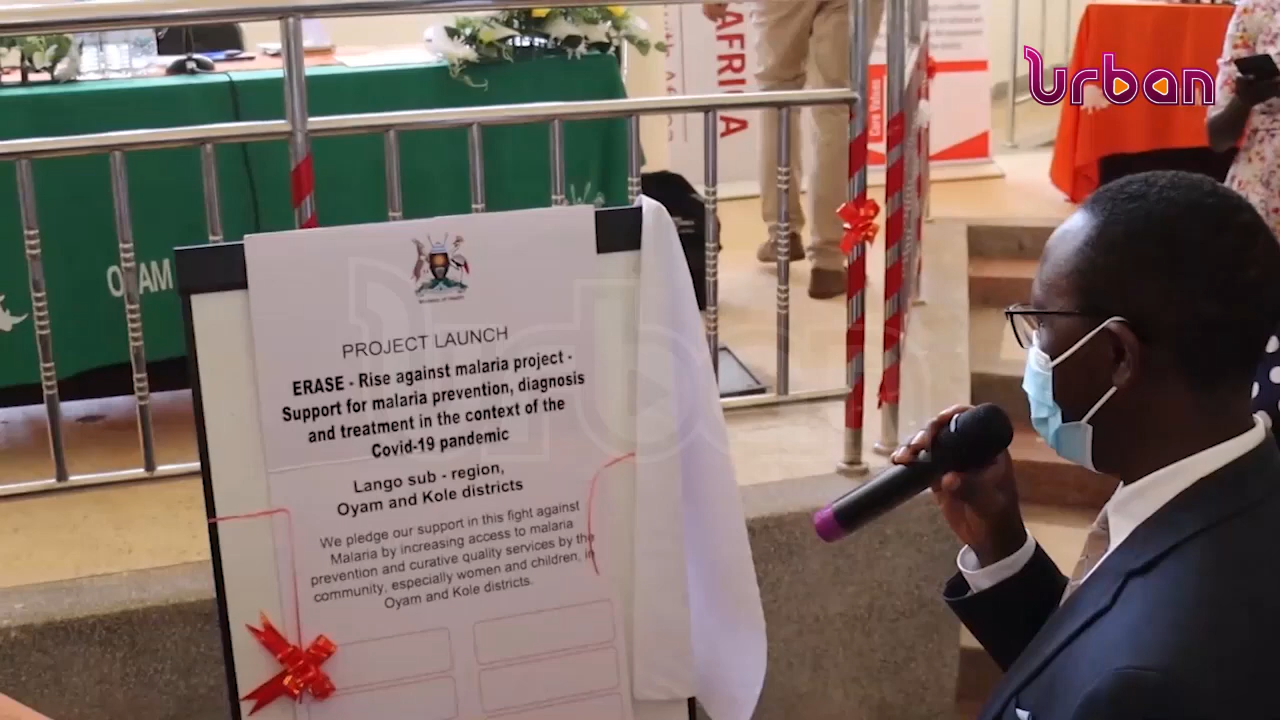 AFRICA
Core Values
Urban
OYAM
PROJECT LAUNCH
ERASE - Rise against malaria project -
Support for malaria prevention, diagnosis
and treatment in the context of the
Covid-19 pandemic
Lango sub - region,
Oyam and Kole districts
We pledge our support in this fight against
Malaria by increasing access to malaria
prevention and curative quality services by the
community, especially women and children, in
Oyam and Kole districts.
Urban